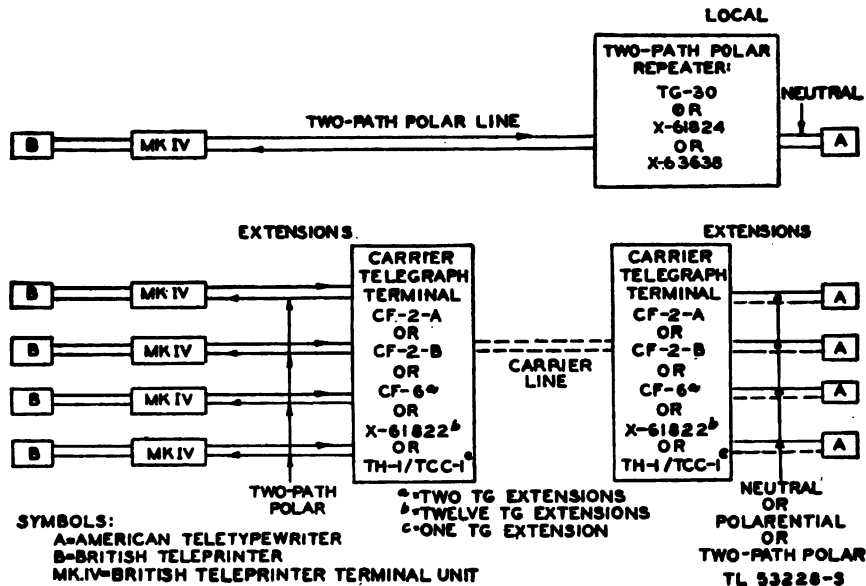 LOCAL
TWO-PATH POLAR
REPEATER:
TG-30
OR
X-61824
OR
X-63638
NEUTRAL
TWO-PATH POLAR LINE
B
MK IV
A
EXTENSIONS
EXTENSIONS
CARRIER
TELEGRAPH
TERMINAL
CF-2-A
OR
CF-2-B
OR
CF-6a
OR
X-61822b
OR
TH-1/TCC-1c
CARRIER
LINE
CARRIER
TELEGRAPH
TERMINAL
CF-2-A
OR
CF-2-B
OR
CF-6a
OR
X-61822b
OR
TH-1/TCC-1c
B
MK IV
A
B
MK IV
A
B
MK IV
A
B
MK IV
A
TWO-PATH
POLAR
a=TWO TG EXTENSIONS
b=TWELVE TG EXTENSIONS
c=ONE TG EXTENSION
NEUTRAL
OR
POLARENTIAL
OR
TWO-PATH POLAR
SYMBOLS:
A=AMERICAN TELETYPEWRITER
B=BRITISH TELEPRINTER
MK.IV=BRITISH TELEPRINTER TERMINAL UNIT
TL 53228-S